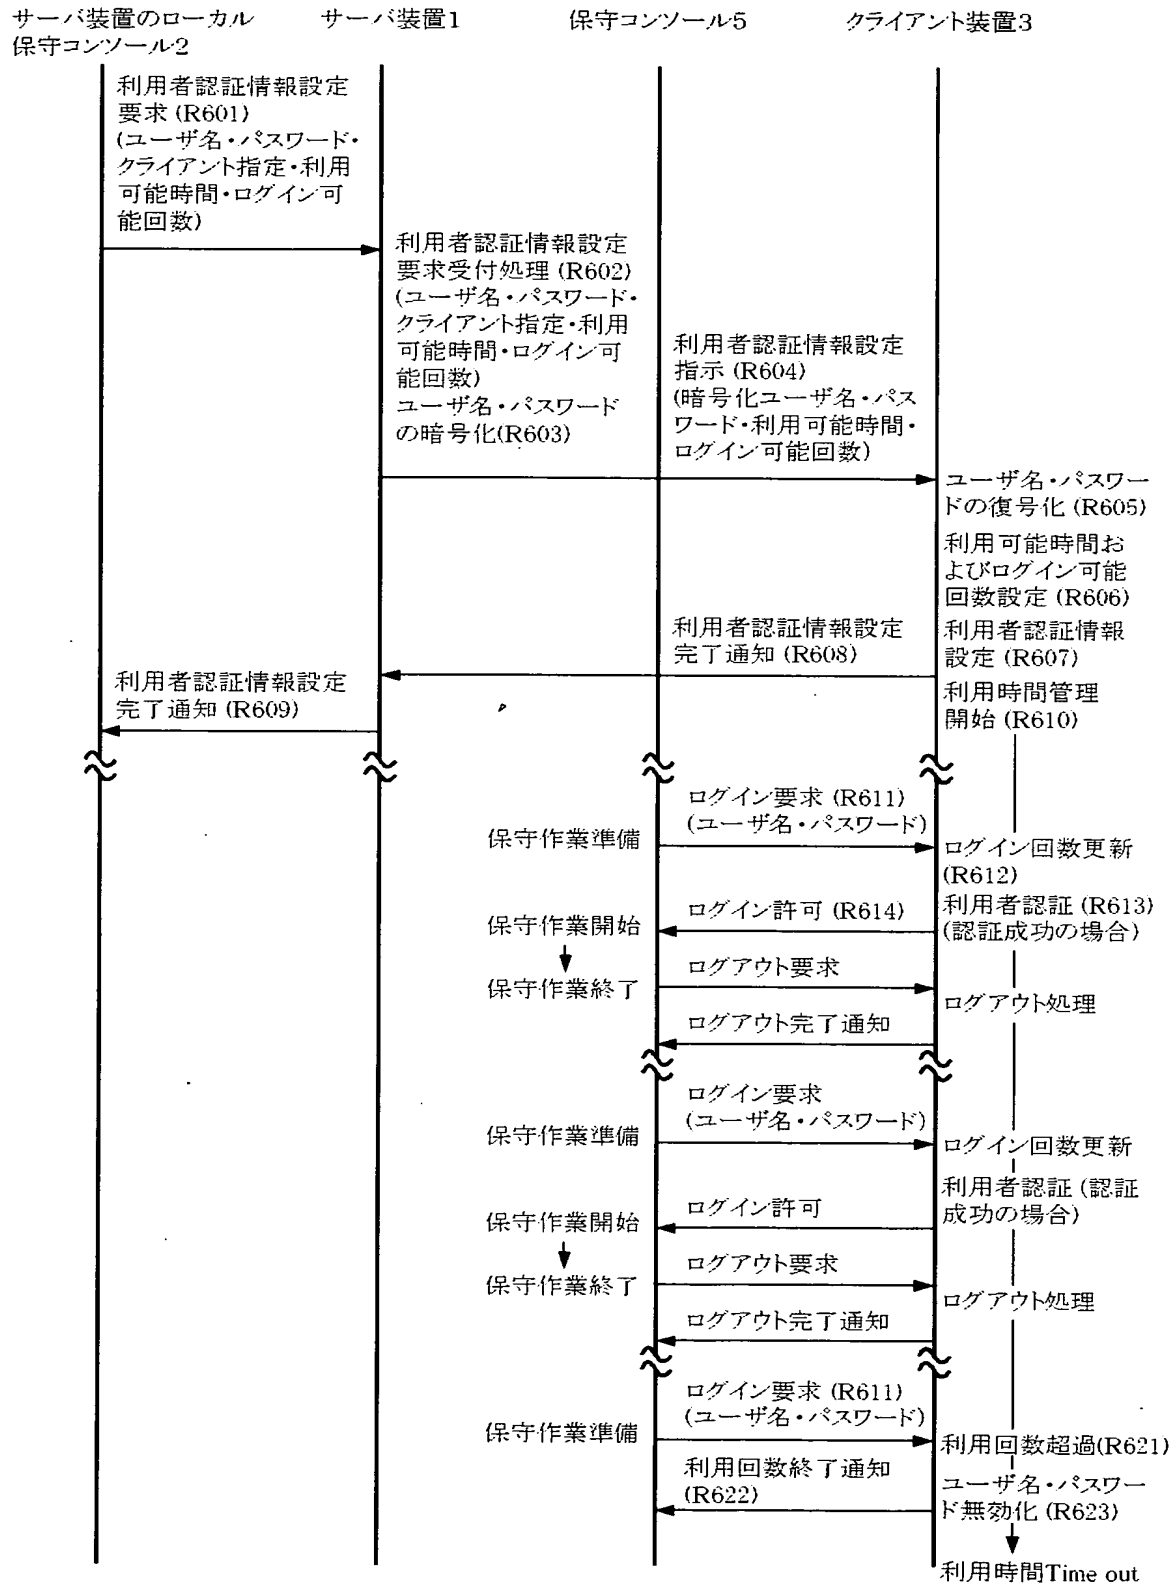 サーバ装置のローカル
保守コンソール2
サーバ装置1
保守コンソール5
クライアント装置3
利用者認証情報設定
要求 (R601)
(ユーザ名・パスワード・
クライアント指定・利用
可能時間・ログイン可
能回数)
利用者認証情報設定
要求受付処理 (R602)
(ユーザ名・パスワード・
クライアント指定・利用
可能時間・ログイン可
能回数)
ユーザ名・パスワード
の暗号化(R603)
利用者認証情報設定
指示 (R604)
(暗号化ユーザ名・パス
ワード・利用可能時間・
ログイン可能回数)
ユーザ名・パスワー
ドの復号化 (R605)
利用可能時間お
よびログイン可能
回数設定 (R606)
利用者認証情報設定
完了通知 (R608)
利用者認証情報
設定 (R607)
利用者認証情報設定
完了通知 (R609)
利用時間管理
開始 (R610)
ログイン要求 (R611)
(ユーザ名・パスワード)
保守作業準備
ログイン回数更新
(R612)
ログイン許可 (R614)
利用者認証 (R613)
(認証成功の場合)
保守作業開始
ログアウト要求
保守作業終了
ログアウト処理
ログアウト完了通知
ログイン要求
(ユーザ名・パスワード)
保守作業準備
ログイン回数更新
利用者認証 (認証
成功の場合)
ログイン許可
保守作業開始
ログアウト要求
保守作業終了
ログアウト処理
ログアウト完了通知
ログイン要求 (R611)
(ユーザ名・パスワード)
保守作業準備
利用回数超過(R621)
利用回数終了通知
(R622)
ユーザ名・パスワー
ド無効化 (R623)
利用時間Time out